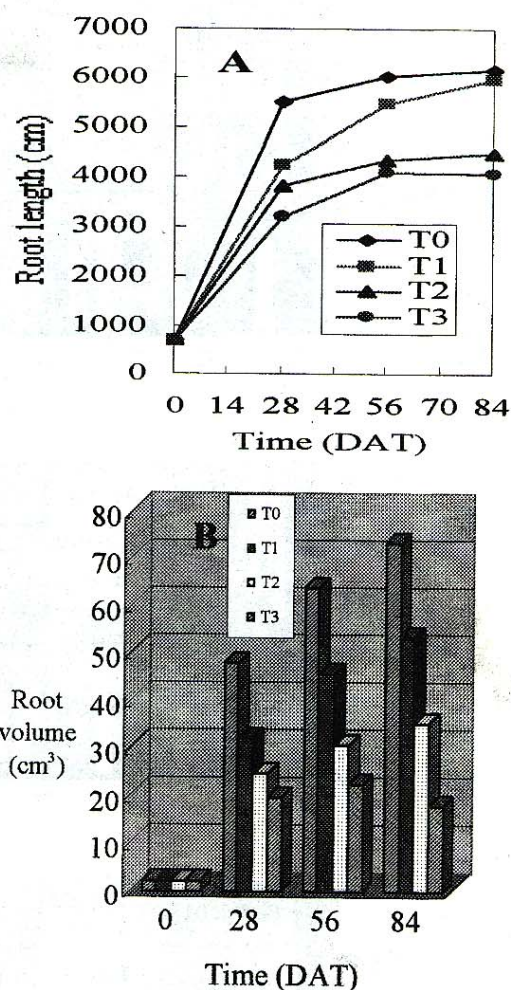 7000
6000
5000
4000
3000
2000
1000
0
Root length (cm)
A
T0
T1
T2
T3
0 14 28 42 56 70 84
Time (DAT)
80
70
60
50
40
30
20
10
0
Root
volume
(cm³)
B
T0
T1
T2
T3
0 28 56 84
Time (DAT)